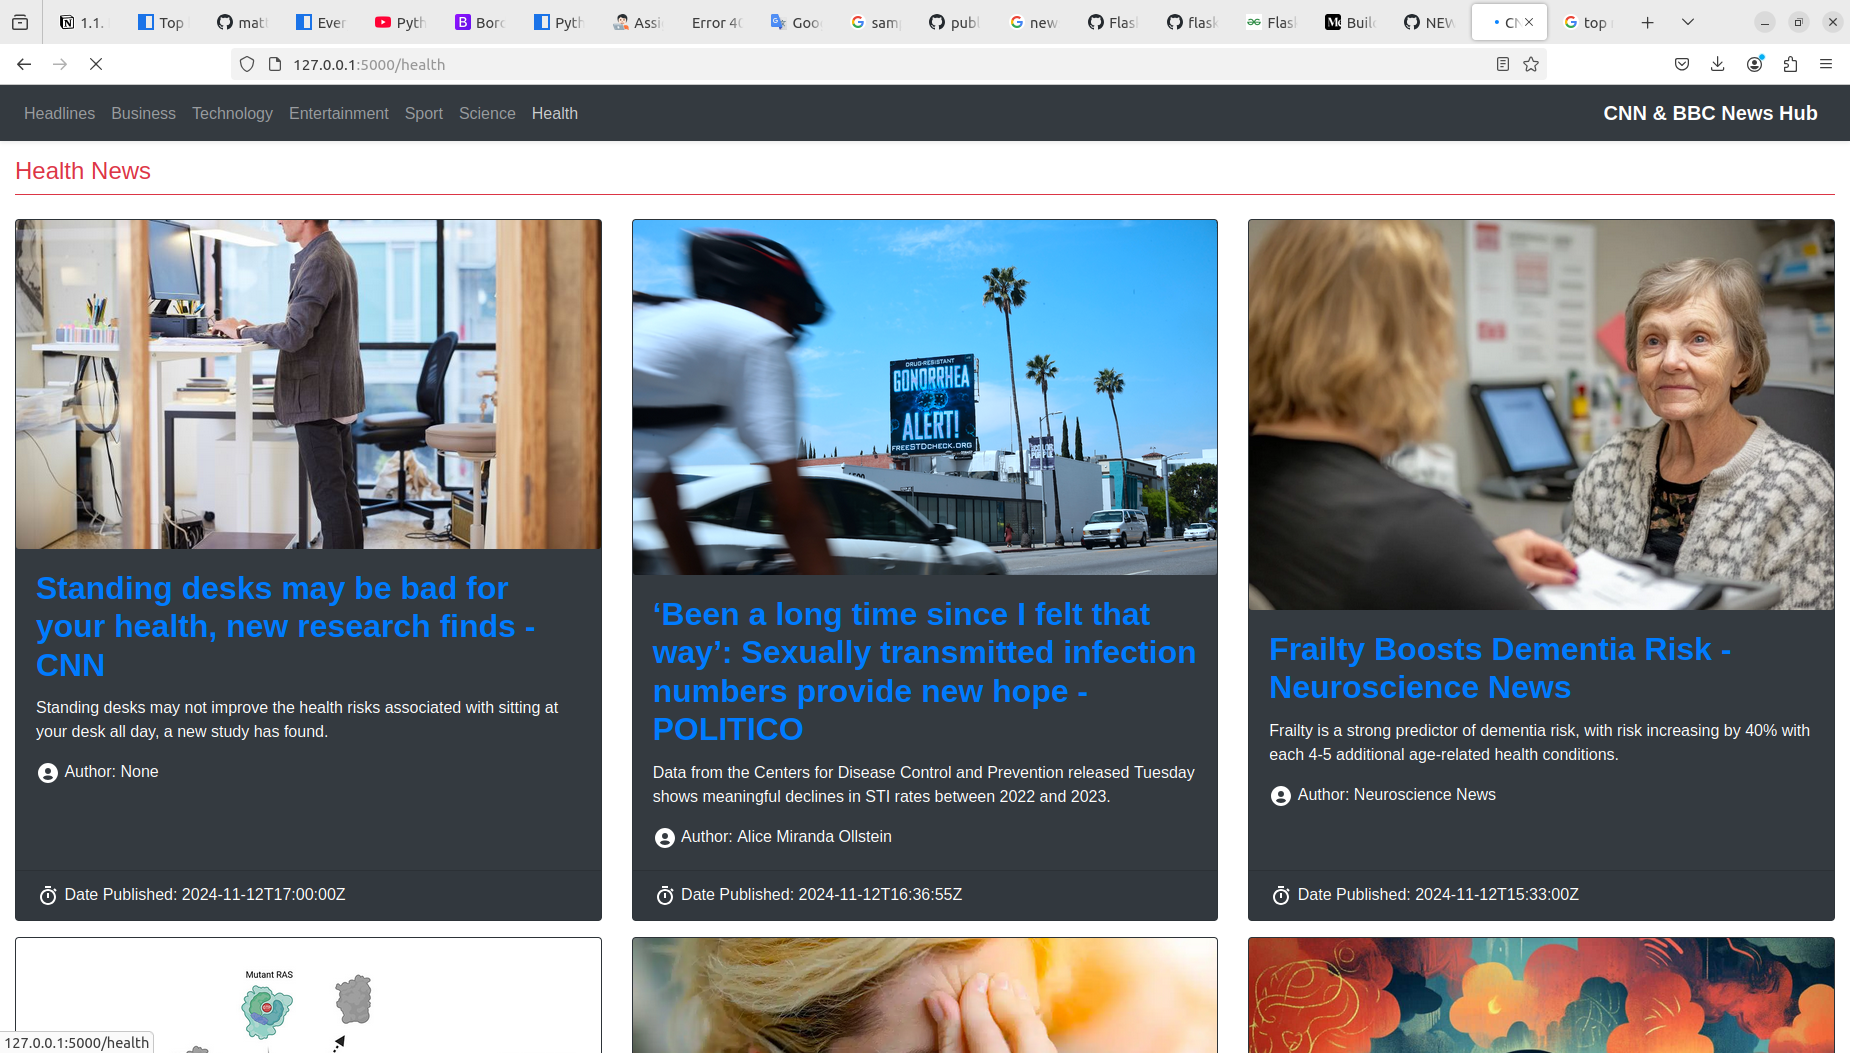 1.1.
Top
matt
Ever
Pyth
Borc
Pyth
Assi
Error 40
Goo
sam
publ
new
Flas
flask
Flas
Buil
NEW
CN
top
127.0.0.1:5000/health
Headlines Business Technology Entertainment Sport Science Health
CNN & BBC News Hub
Health News
Standing desks may be bad for
your health, new research finds -
CNN
Standing desks may not improve the health risks associated with sitting at
your desk all day, a new study has found.
Author: None
Date Published: 2024-11-12T17:00:00Z
DRUG-RESISTANT
GONORRHEA
ALERT!
FREESTDCHECK.ORG
‘Been a long time since I felt that
way’: Sexually transmitted infection
numbers provide new hope -
POLITICO
Data from the Centers for Disease Control and Prevention released Tuesday
shows meaningful declines in STI rates between 2022 and 2023.
Author: Alice Miranda Ollstein
Date Published: 2024-11-12T16:36:55Z
Frailty Boosts Dementia Risk -
Neuroscience News
Frailty is a strong predictor of dementia risk, with risk increasing by 40% with
each 4-5 additional age-related health conditions.
Author: Neuroscience News
Date Published: 2024-11-12T15:33:00Z
Mutant RAS
127.0.0.1:5000/health